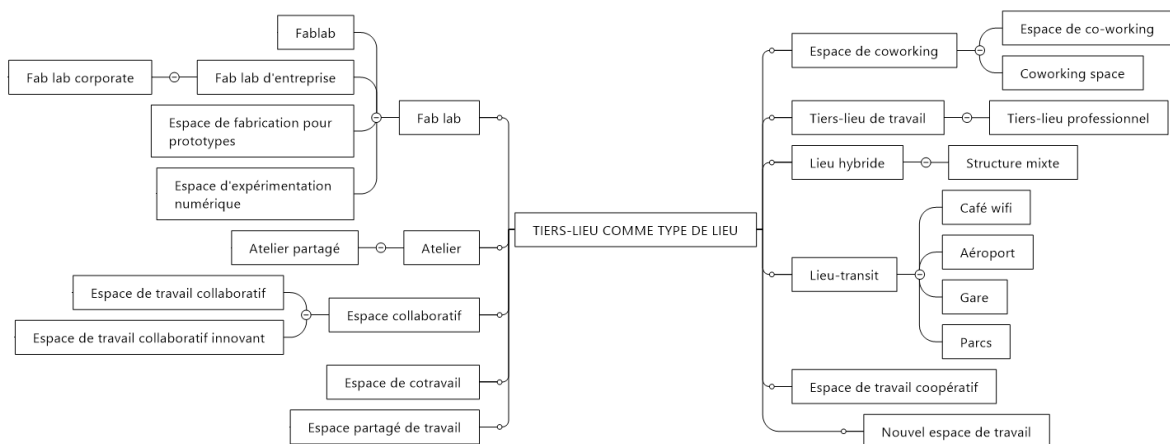 Fablab
Fab lab corporate
Fab lab d'entreprise
Espace de fabrication pour
prototypes
Fab lab
Espace d'expérimentation
numérique
Atelier partagé
Atelier
Espace de travail collaboratif
Espace de travail collaboratif innovant
Espace collaboratif
Espace de cotravail
Espace partagé de travail
TIERS-LIEU COMME TYPE DE LIEU
Espace de coworking
Espace de co-working
Coworking space
Tiers-lieu de travail
Tiers-lieu professionnel
Lieu hybride
Structure mixte
Lieu-transit
Café wifi
Aéroport
Gare
Parcs
Espace de travail coopératif
Nouvel espace de travail